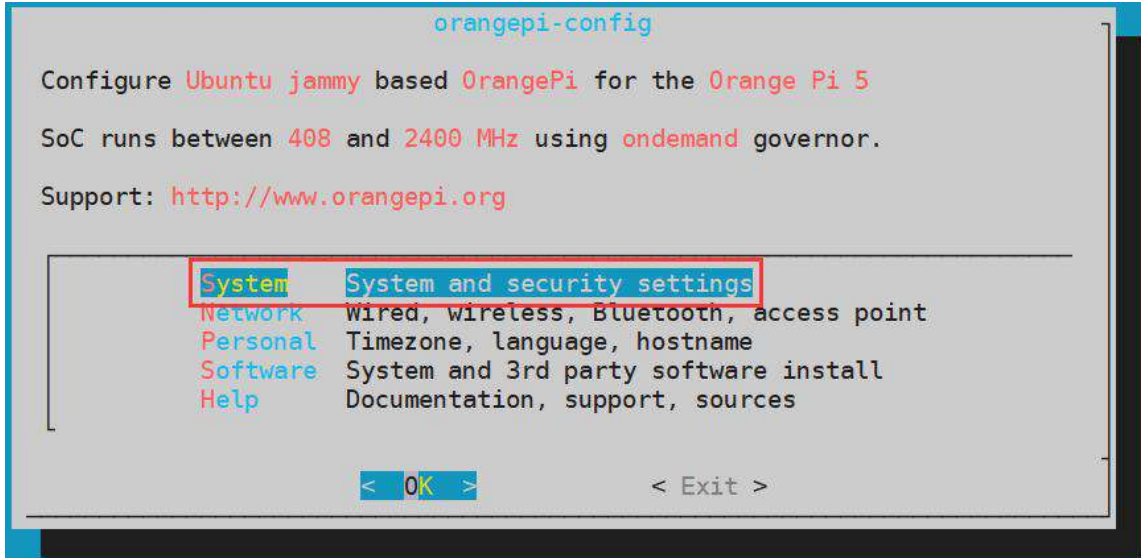 orangepi-config
Configure Ubuntu jammy based OrangePi for the Orange Pi 5
SoC runs between 408 and 2400 MHz using ondemand governor.
Support: http://www.orangepi.org
System System and security settings
Network Wired, wireless, Bluetooth, access point
Personal Timezone, language, hostname
Software System and 3rd party software install
Help Documentation, support, sources
< OK > < Exit >